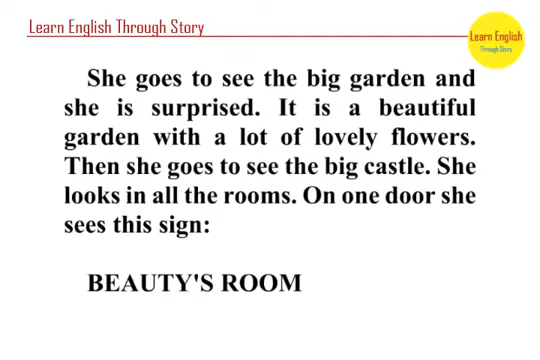 Learn English Through Story
Learn English
Through Story
She goes to see the big garden and
she is surprised. It is a beautiful
garden with a lot of lovely flowers.
Then she goes to see the big castle. She
looks in all the rooms. On one door she
sees this sign:
BEAUTY'S ROOM